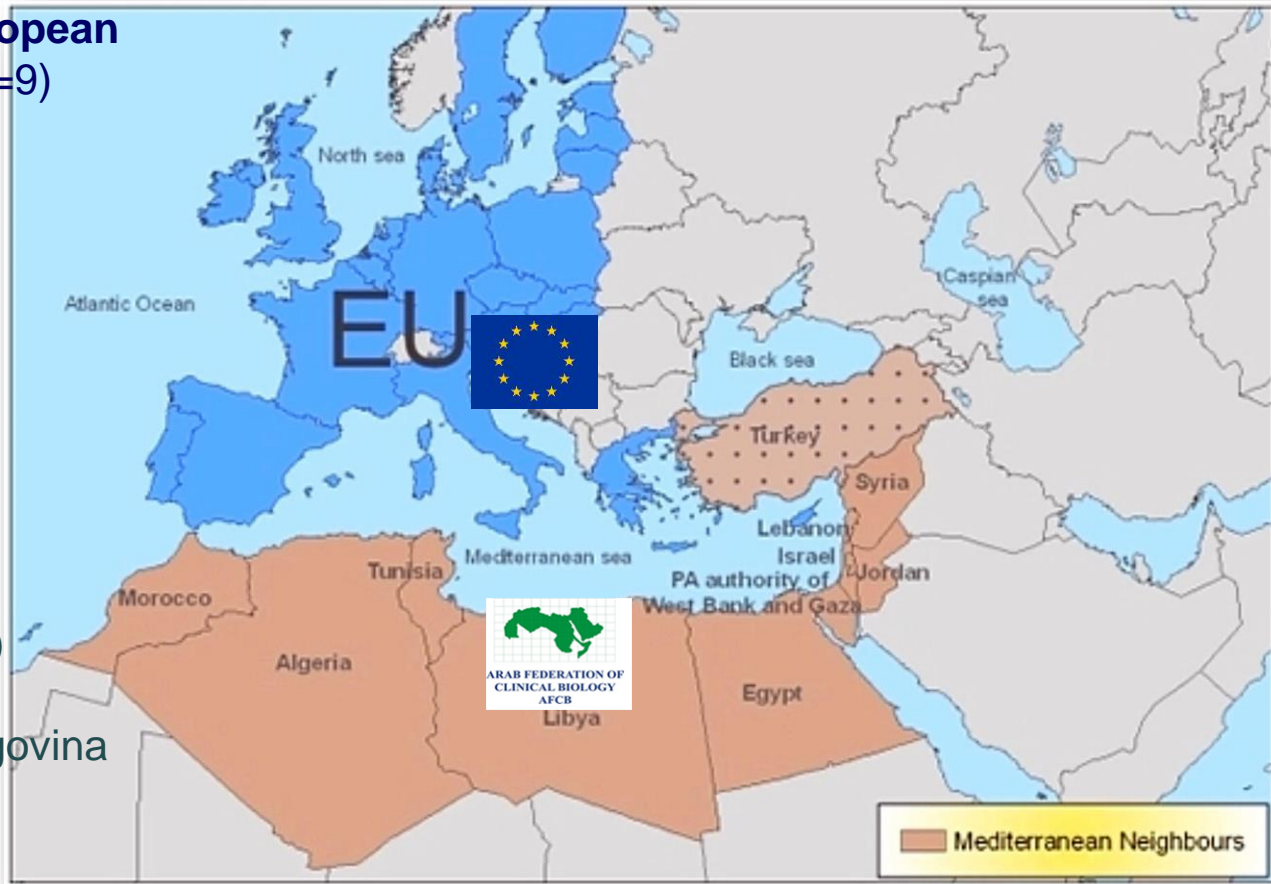 opean
=9)
North sea
Atlantic Ocean
EU
Caspian
sea
Black sea
Turkey
Syria
Lebanon
Israel
Mediterranean sea
Tunisia
Jordan
PA authority of
West Bank and Gaza
Morocco
Algeria
ARAB FEDERATION OF
CLINICAL BIOLOGY
AFCB
Libya
Egypt
)
govina
Mediterranean Neighbours